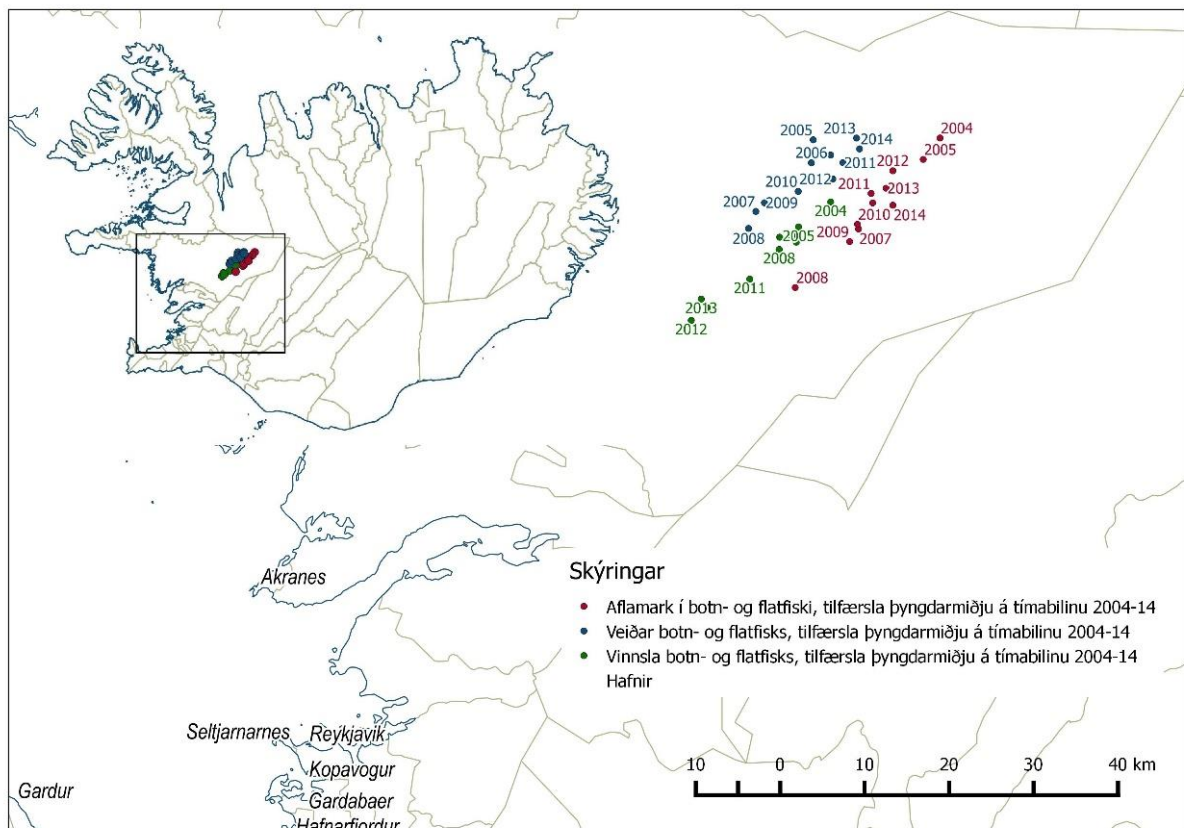 2004
2005
2013
2014
2005
2006
2011
2012
2012
2010
2011
2013
2007
2009
2004
2010
2014
2008
2005
2009
2007
2008
2011
2008
2013
2012
Akranes
Skýringar
Aflamark í botn- og flatfiski, tilfærsla þyngdarmiðju á tímabilinu 2004-14
Veiðar botn- og flatfisks, tilfærsla þyngdarmiðju á tímabilinu 2004-14
Vinnsla botn- og flatfisks, tilfærsla þyngdarmiðju á tímabilinu 2004-14
Hafnir
Seltjarnarnes
Reykjavik
Kopavogur
10 0 10 20 30 40 km
Gardur
Gardabaer
Hafnarfjordur